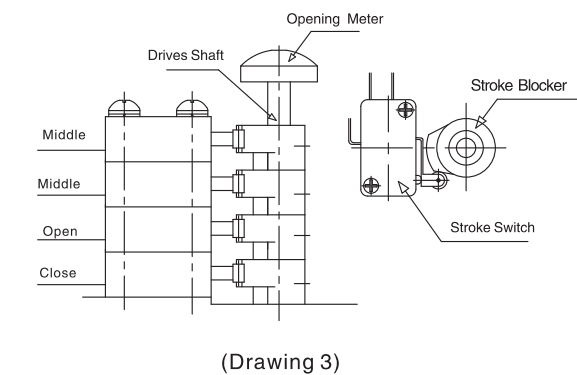 Opening Meter
Drives Shaft
Stroke Blocker
Middle
Middle
Open
Stroke Switch
Close
(Drawing 3)